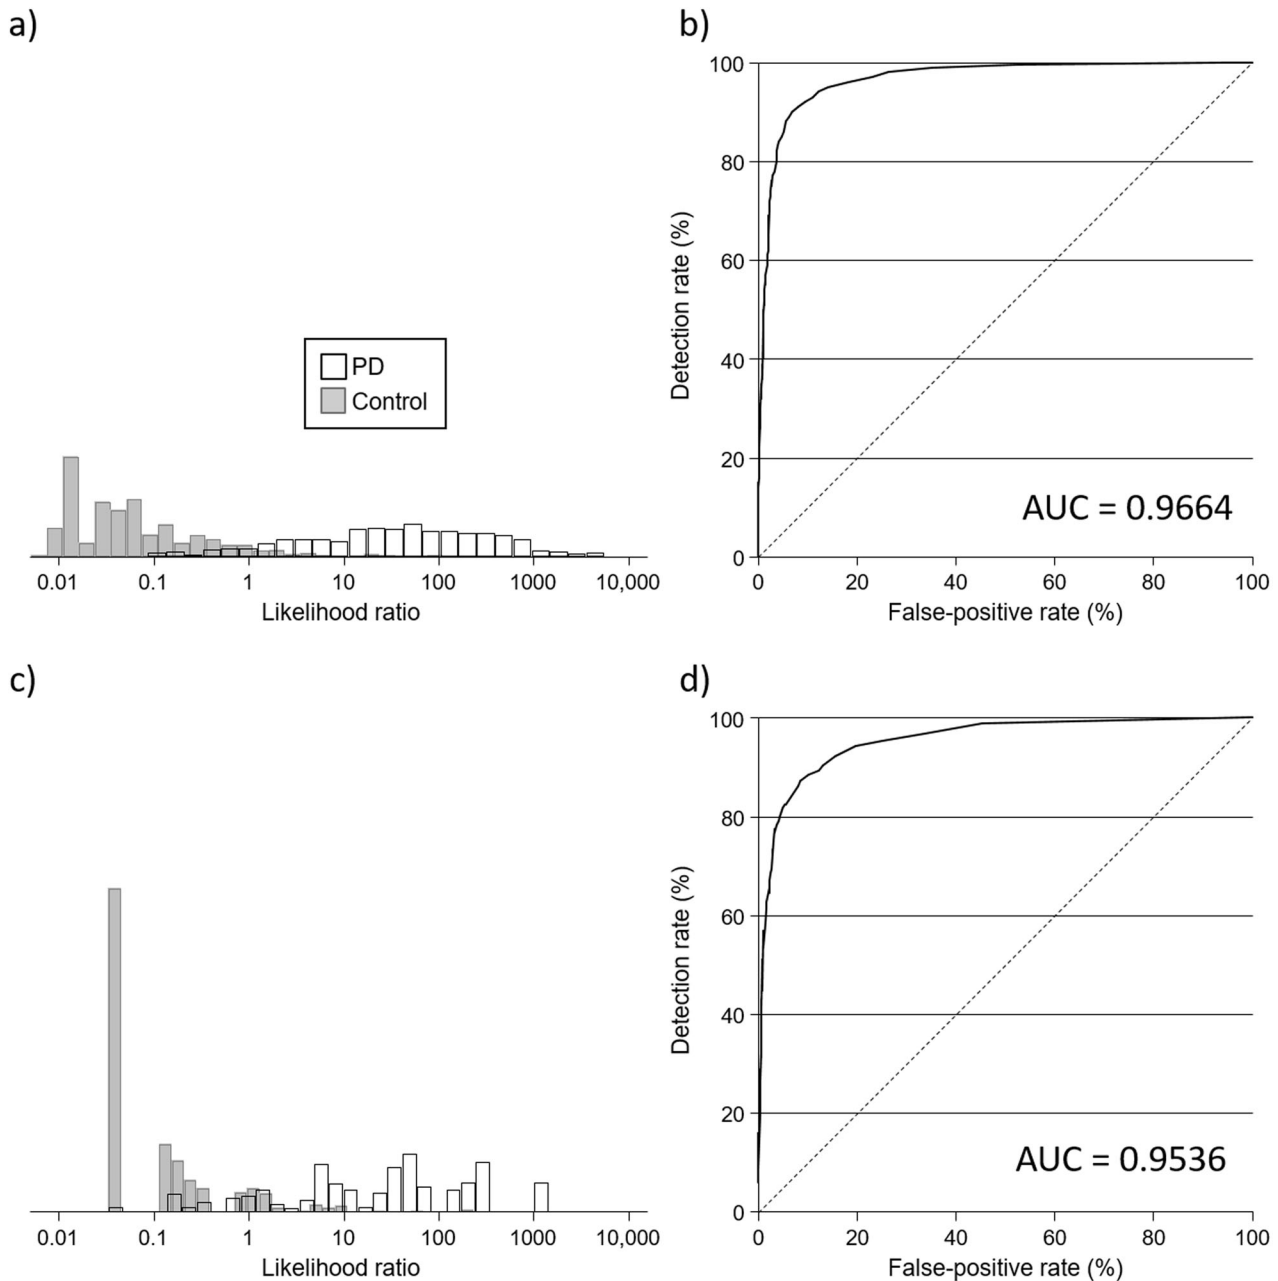 a)
PD
Control
0.01 0.1 1 10 100 1000 10,000
Likelihood ratio
b)
100
80
60
40
20
0
Detection rate (%)
AUC = 0.9664
0 20 40 60 80 100
False-positive rate (%)
c)
0.01 0.1 1 10 100 1000 10,000
Likelihood ratio
d)
100
80
60
40
20
0
Detection rate (%)
AUC = 0.9536
0 20 40 60 80 100
False-positive rate (%)